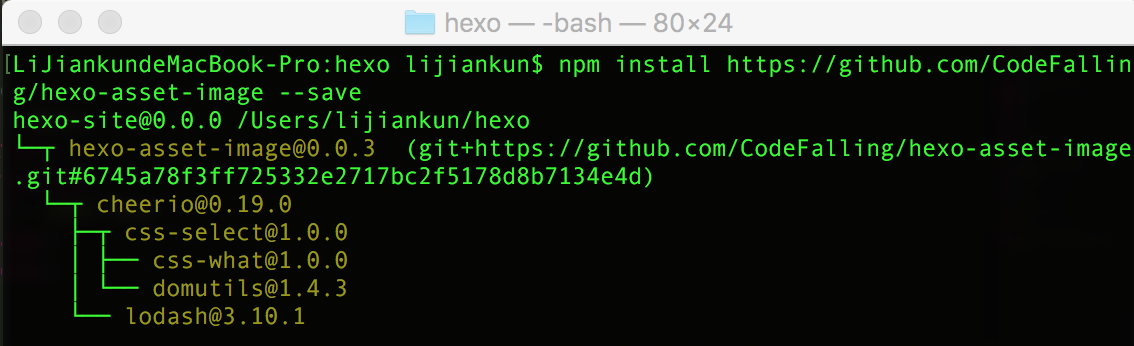 hexo — -bash — 80×24
[LiJiankundeMacBook-Pro:hexo lijiankun$ npm install https://github.com/CodeFallin
g/hexo-asset-image --save
hexo-site@0.0.0 /Users/lijiankun/hexo
└─┬ hexo-asset-image@0.0.3  (git+https://github.com/CodeFalling/hexo-asset-image
.git#6745a78f3ff725332e2717bc2f5178d8b7134e4d)
  └─┬ cheerio@0.19.0
    ├─┬ css-select@1.0.0
    │ ├── css-what@1.0.0
    │ └── domutils@1.4.3
    └── lodash@3.10.1